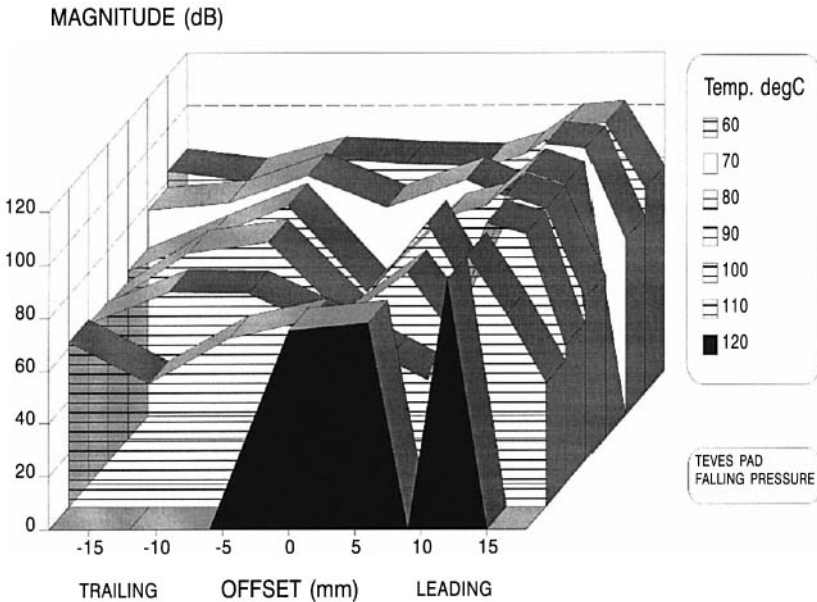 MAGNITUDE (dB)
120
100
80
60
40
20
0
-15 -10 -5 0 5 10 15
TRAILING OFFSET (mm) LEADING
Temp. degC
60
70
80
90
100
110
120
TEVES PAD
FALLING PRESSURE